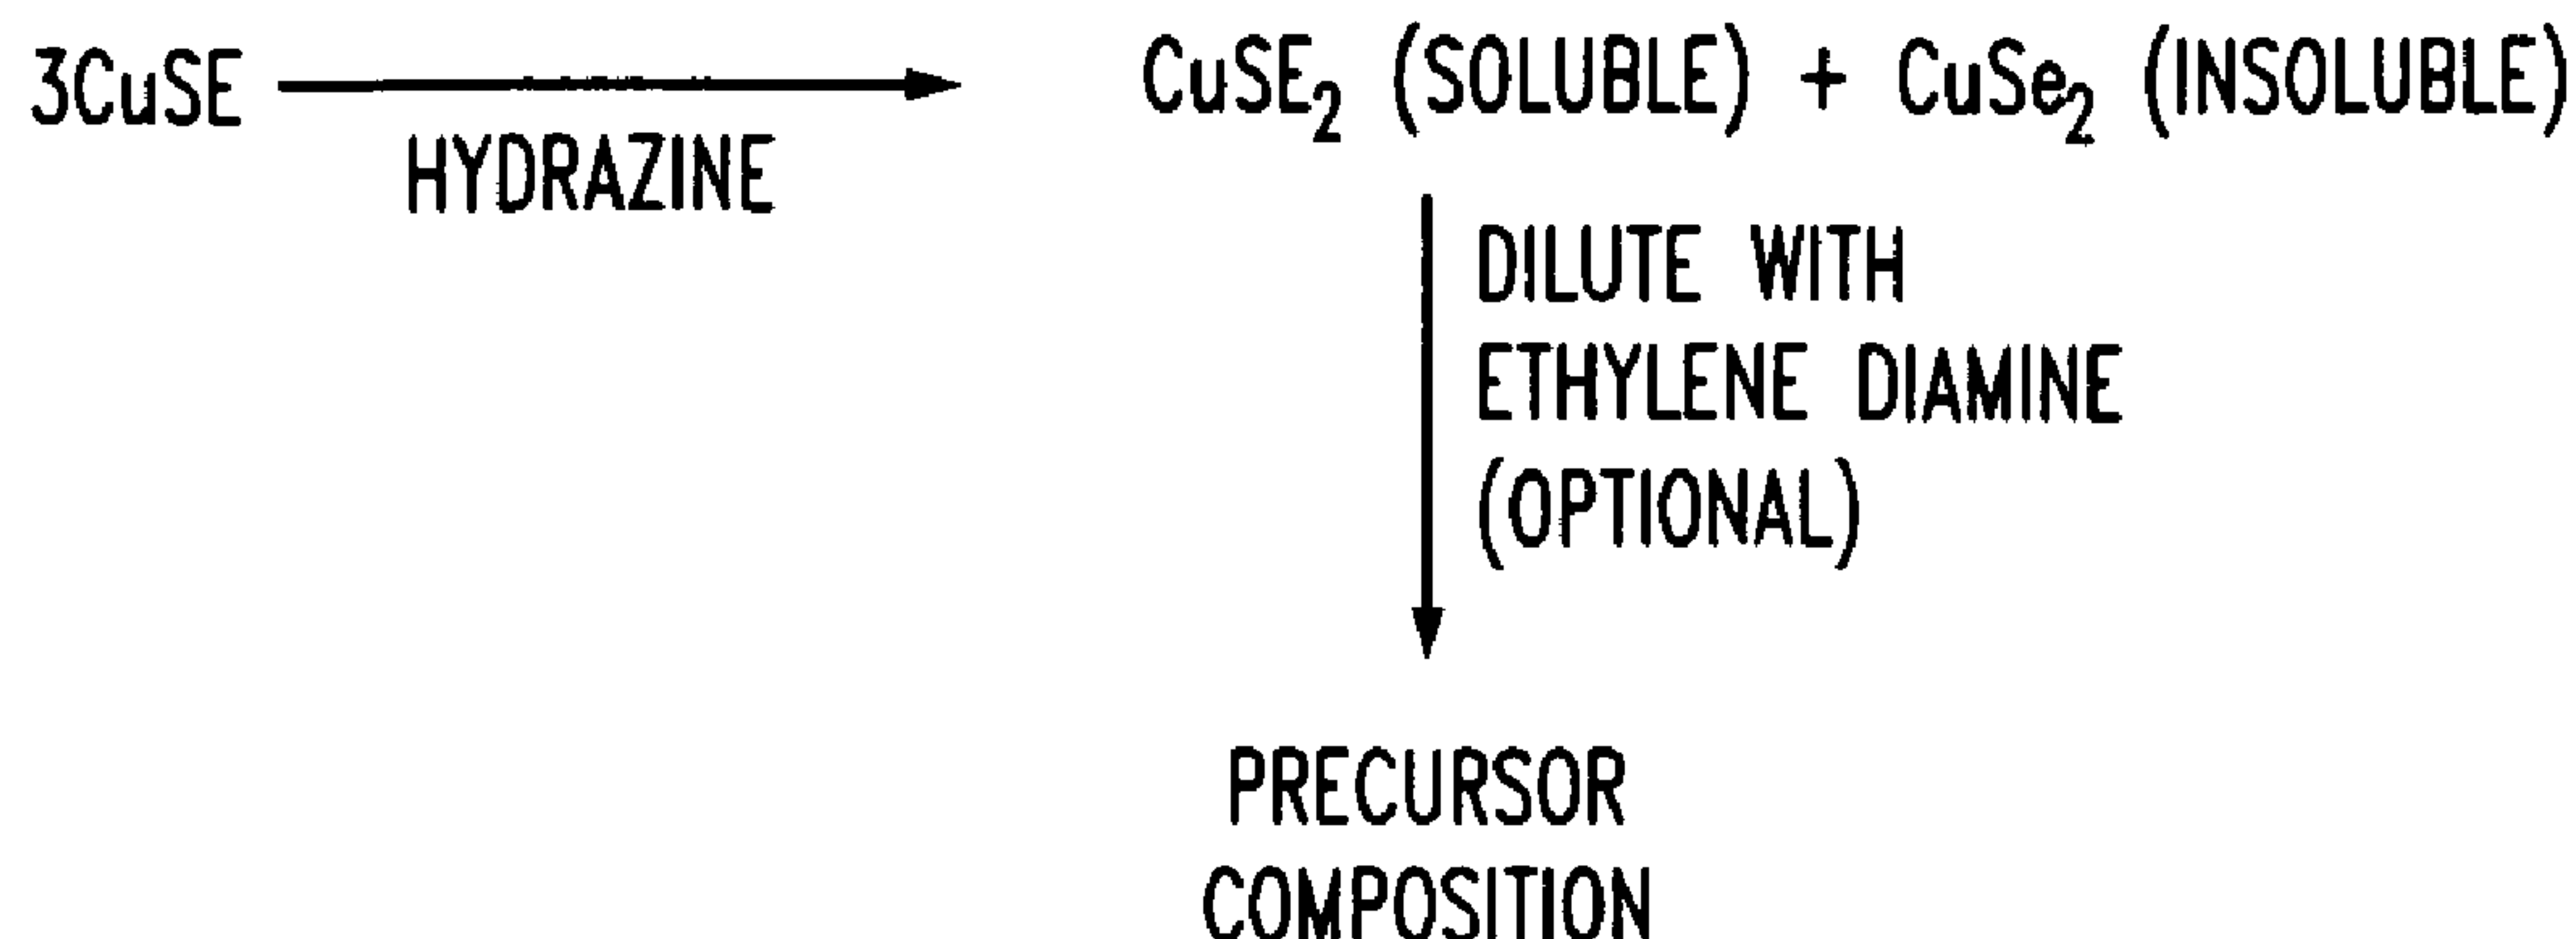 3CuSE CuSE₂ (SOLUBLE) + CuSe₂ (INSOLUBLE)
HYDRAZINE
DILUTE WITH
ETHYLENE DIAMINE
(OPTIONAL)
PRECURSOR
COMPOSITION